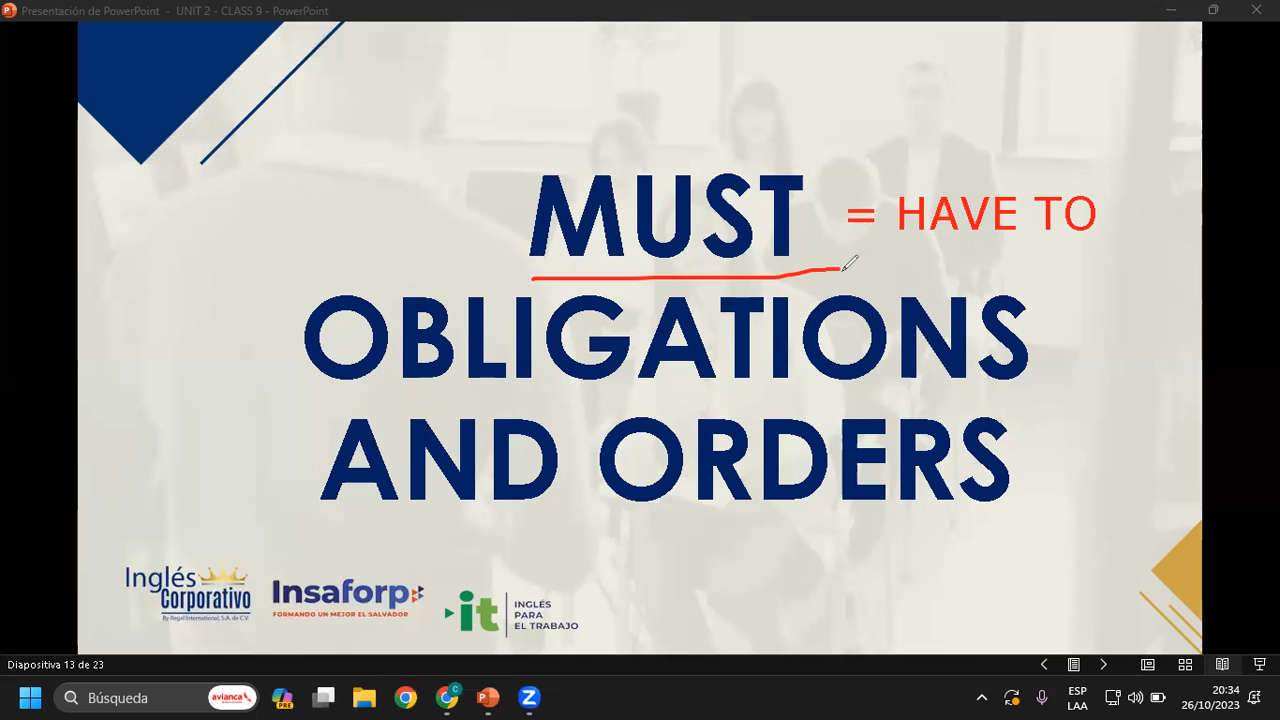 Presentación de PowerPoint - UNIT 2 - CLASS 9 - PowerPoint
MUST = HAVE TO
OBLIGATIONS
AND ORDERS
Inglés
Corporativo
By Regal International, S.A. de C.V.
Insaforp
FORMANDO UN MEJOR EL SALVADOR
it
INGLÉS
PARA
EL TRABAJO
Diapositiva 13 de 23
Búsqueda
avianca
PRE
C
ESP
LAA
20:34
26/10/2023